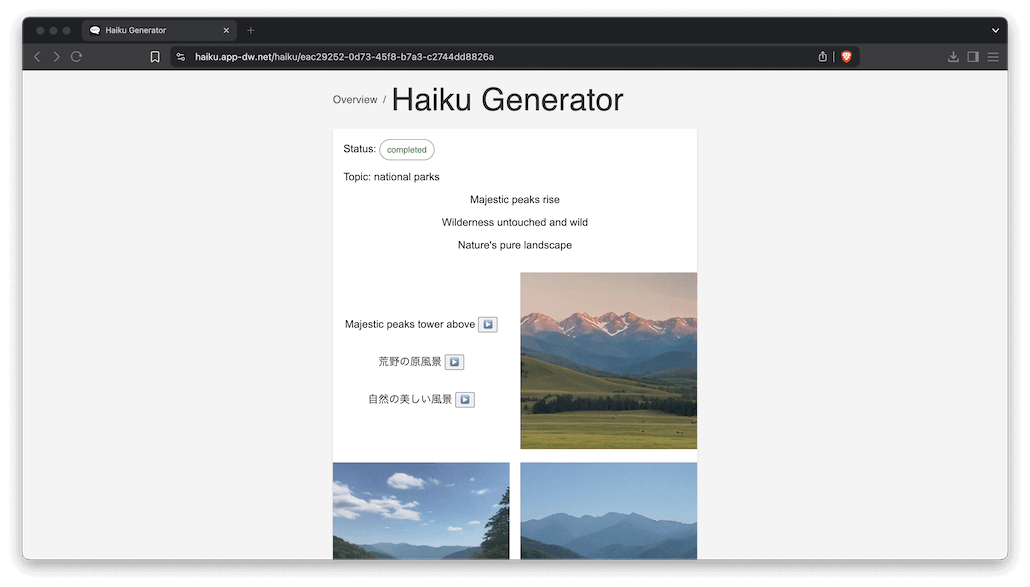 Haiku Generator
haiku.app-dw.net/haiku/eac29252-0d73-45f8-b7a3-c2744dd8826a
Overview / Haiku Generator
Status: completed
Topic: national parks
Majestic peaks rise
Wilderness untouched and wild
Nature's pure landscape
Majestic peaks tower above
荒野の原風景
自然の美しい風景